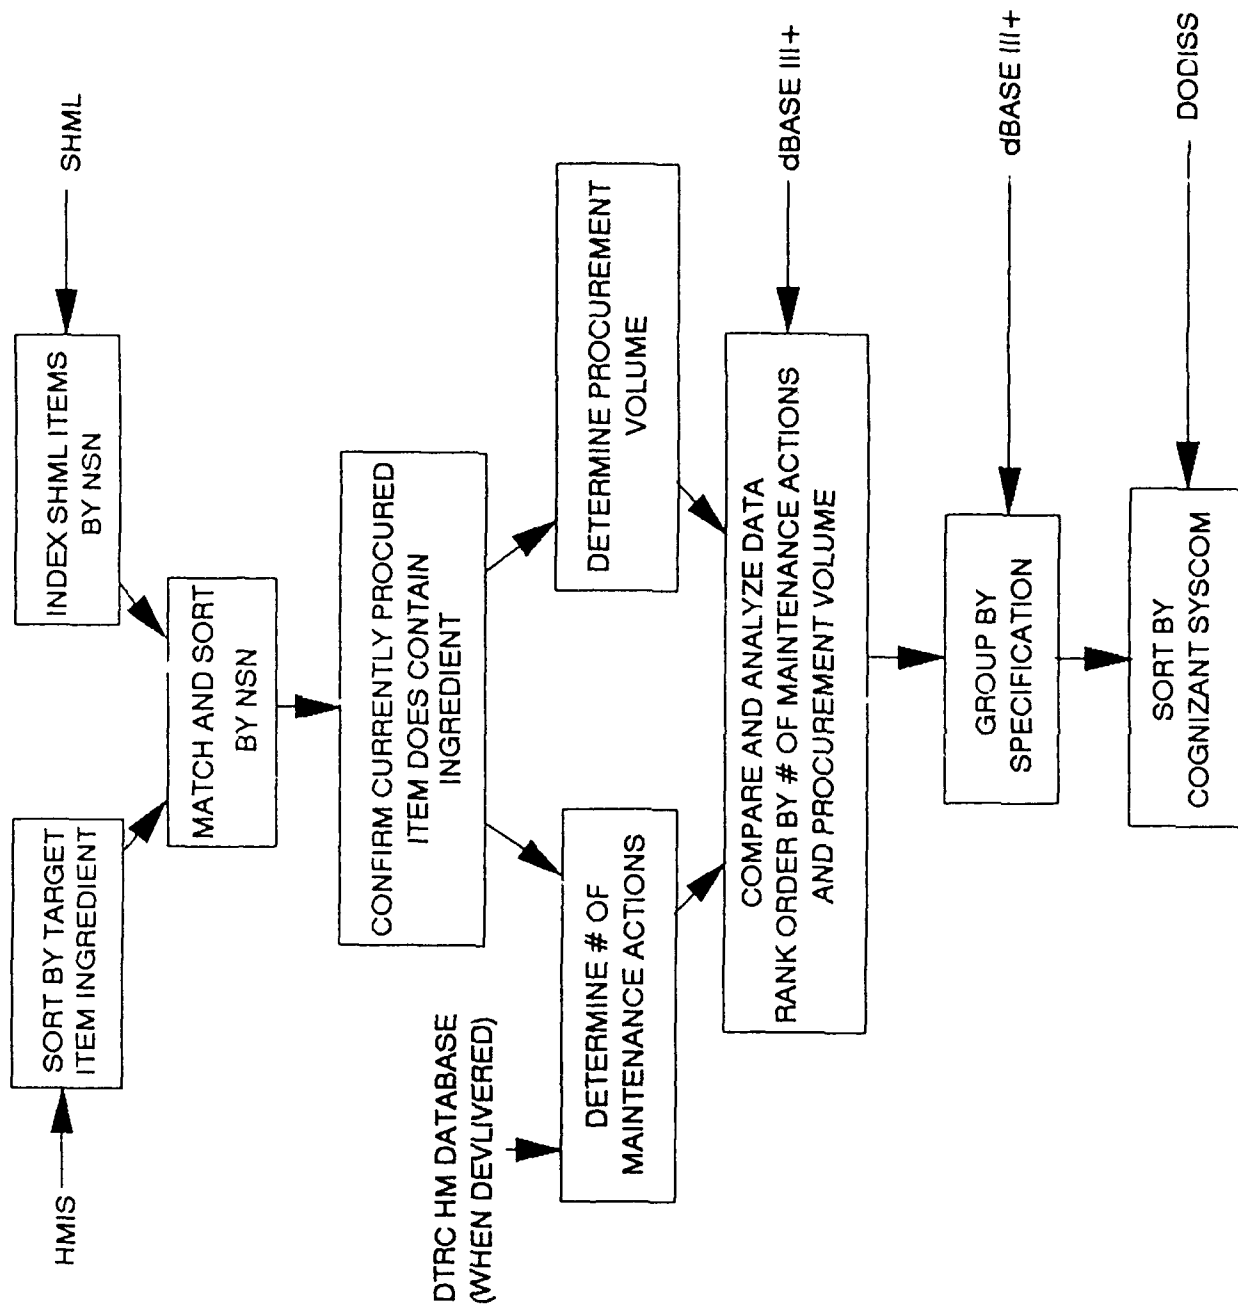 HMIS
SORT BY TARGET
ITEM INGREDIENT
INDEX SHML ITEMS
BY NSN
SHML
MATCH AND SORT
BY NSN
CONFIRM CURRENTLY PROCURED
ITEM DOES CONTAIN
INGREDIENT
DTRC HM DATABASE
(WHEN DEVLIVERED)
DETERMINE # OF
MAINTENANCE ACTIONS
DETERMINE PROCUREMENT
VOLUME
COMPARE AND ANALYZE DATA
RANK ORDER BY # OF MAINTENANCE ACTIONS
AND PROCUREMENT VOLUME
dBASE III+
GROUP BY
SPECIFICATION
dBASE III+
SORT BY
COGNIZANT SYSCOM
DODISS